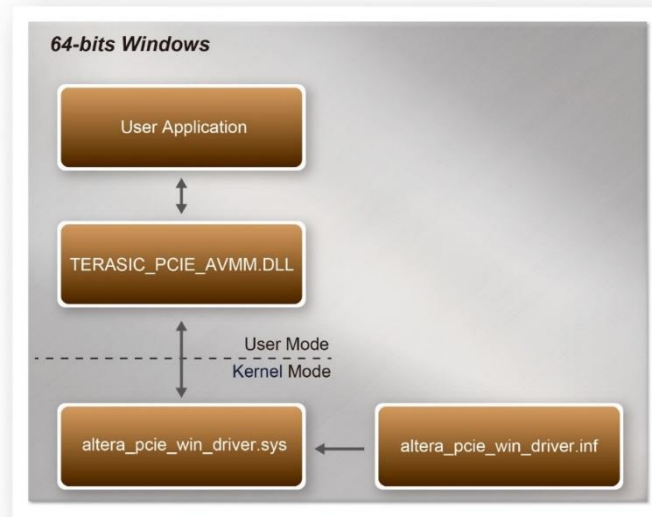 64-bits Windows
User Application
TERASIC_PCIE_AVMM.DLL
User Mode
Kernel Mode
altera_pcie_win_driver.sys
altera_pcie_win_driver.inf